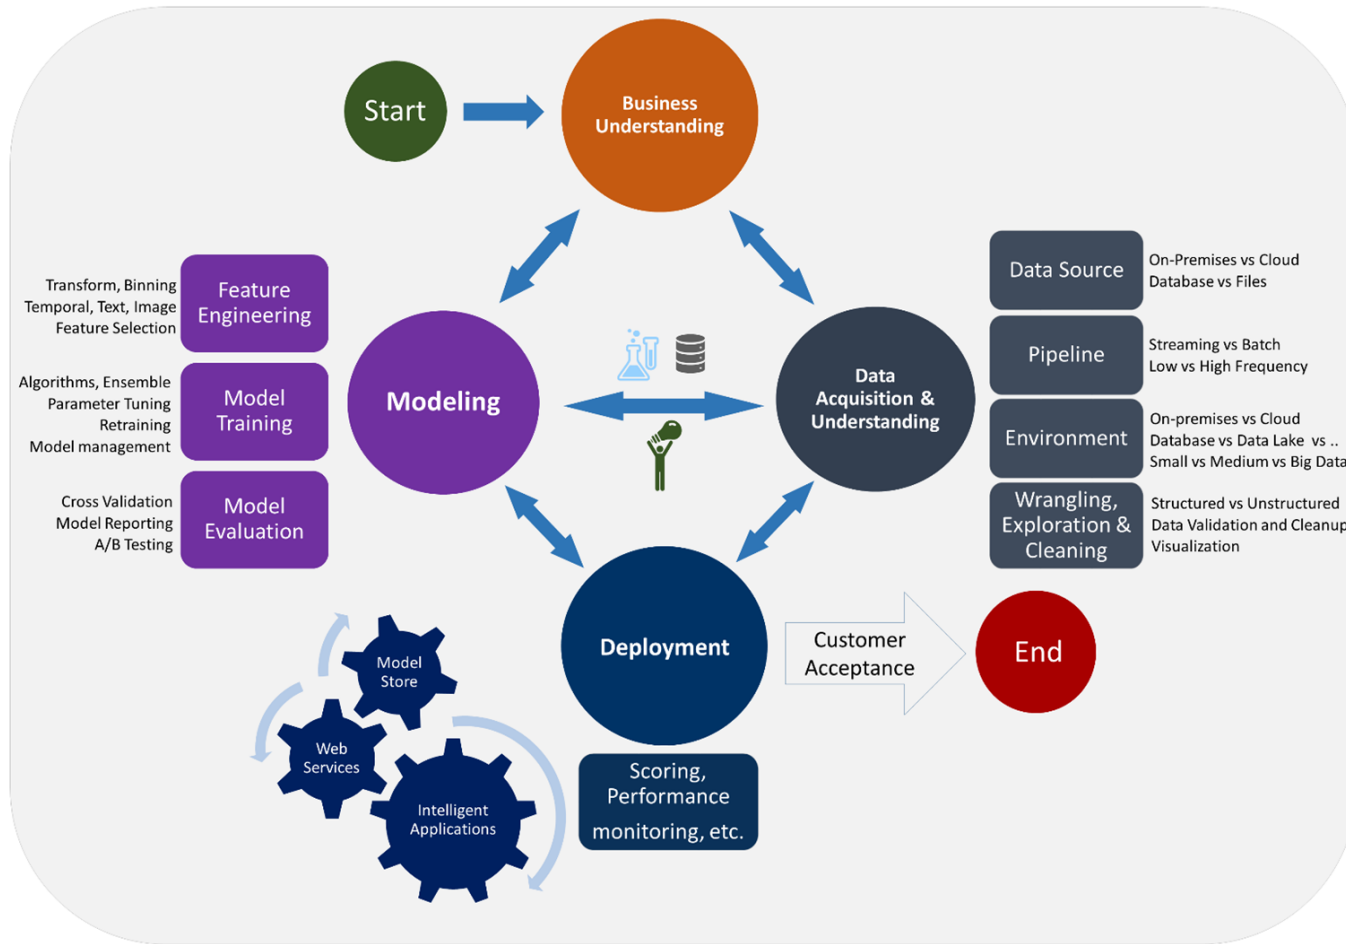 Start
Business
Understanding
Transform, Binning
Temporal, Text, Image
Feature Selection
Feature
Engineering
Algorithms, Ensemble
Parameter Tuning
Retraining
Model management
Model
Training
Cross Validation
Model Reporting
A/B Testing
Model
Evaluation
Modeling
Data
Acquisition &
Understanding
Data Source
On-Premises vs Cloud
Database vs Files
Pipeline
Streaming vs Batch
Low vs High Frequency
Environment
On-premises vs Cloud
Database vs Data Lake vs ..
Small vs Medium vs Big Data
Wrangling,
Exploration &
Cleaning
Structured vs Unstructured
Data Validation and Cleanup
Visualization
Deployment
Customer
Acceptance
End
Model
Store
Web
Services
Intelligent
Applications
Scoring,
Performance
monitoring, etc.